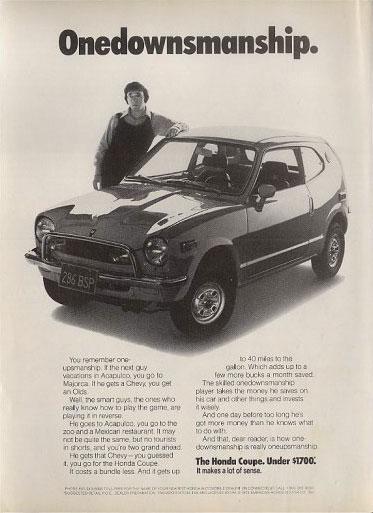 Onedownsmanship.
286 BSP
You remember one-
upsmanship. If the next guy
vacations in Acapulco, you go to
Majorca. If he gets a Chevy, you get
an Olds.
Well, the smart guys, the ones who
really know how to play the game, are
playing it in reverse.
He goes to Acapulco, you go to the
zoo and a Mexican restaurant. It may
not be quite the same, but no tourists
in shorts, and you're two grand ahead.
He gets that Chevy—you guessed
it, you go for the Honda Coupe.
It costs a bundle less. And it gets up
to 40 miles to the
gallon. Which adds up to a
few more bucks a month saved.
The skilled onedownsmanship
player takes the money he saves on
his car and other things and invests
it wisely.
And one day before too long he's
got more money than he knows what
to do with.
And that, dear reader, is how one-
downsmanship is really oneupsmanship.
The Honda Coupe. Under $1700.*
It makes a lot of sense.